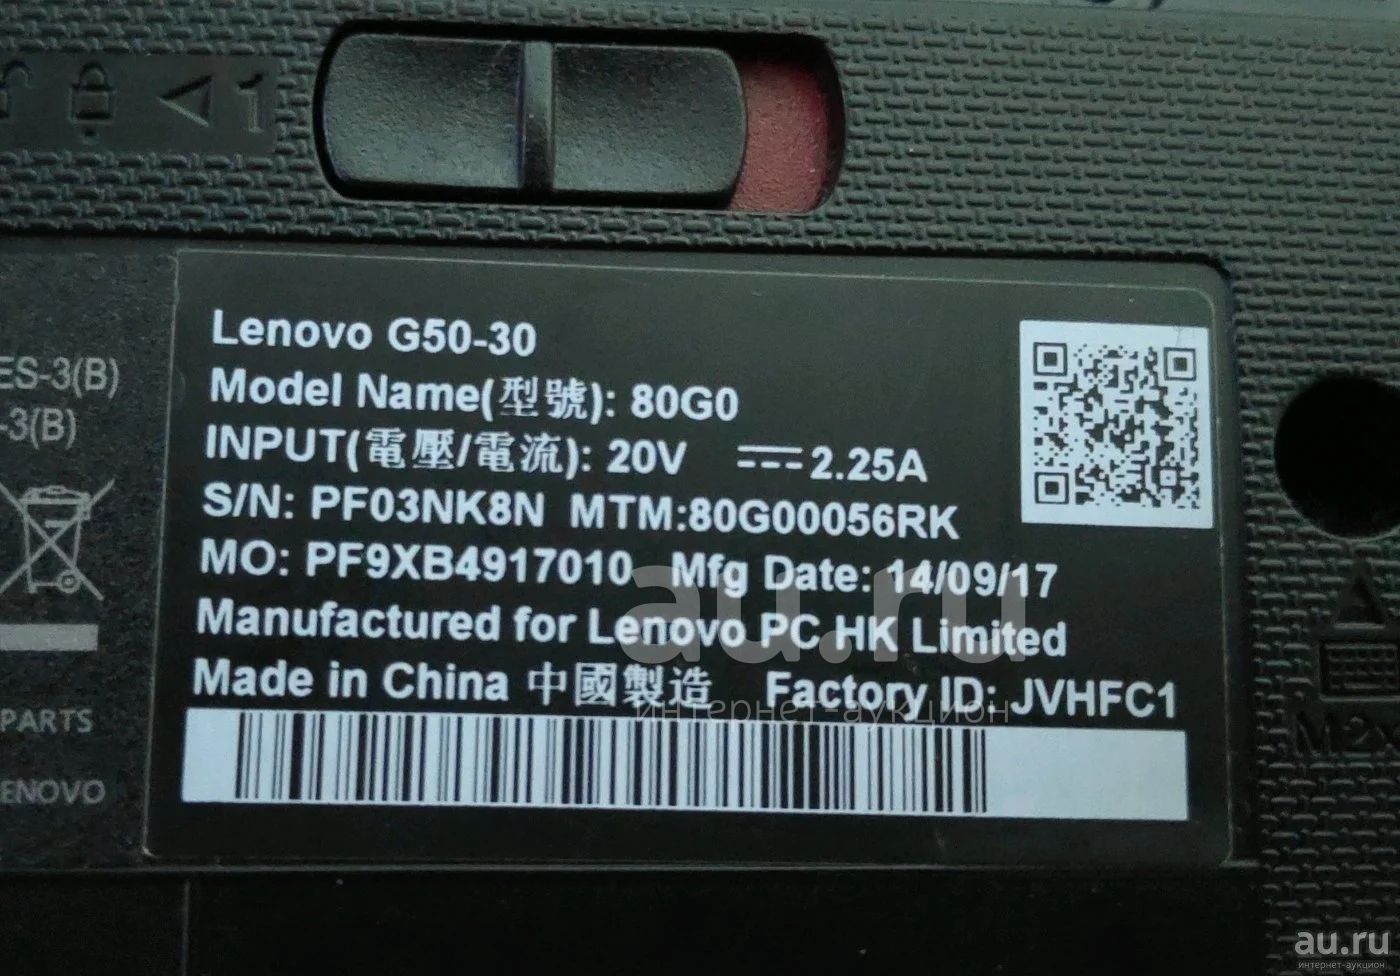 1
Lenovo G50-30
Model Name(型號): 80G0
INPUT(電壓/電流): 20V ⎓ 2.25A
S/N: PF03NK8N MTM:80G00056RK
MO: PF9XB4917010 Mfg Date: 14/09/17
Manufactured for Lenovo PC HK Limited
Made in China 中國製造 Factory ID: JVHFC1
ES-3(B)
-3(B)
PARTS
ENOVO
au.ru
интернет-аукцион
au.ru
интернет-аукцион